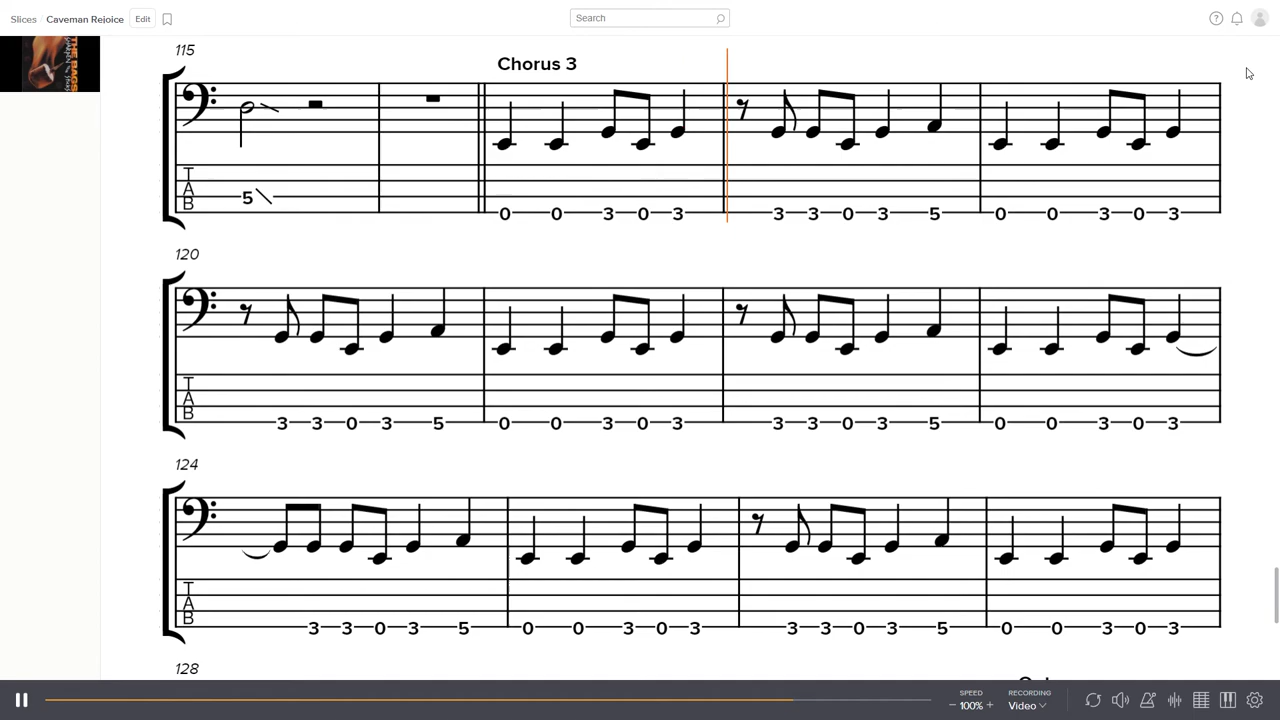 Slices Caveman Rejoice Edit Search
THE BAGS
115
Chorus 3
T
A
B
5 0 0 3 0 3 3 3 0 3 5 0 0 3 0 3
120
T
A
B
3 3 0 3 5 0 0 3 0 3 3 3 0 3 5 0 0 3 0 3
124
T
A
B
3 3 0 3 5 0 0 3 0 3 3 3 0 3 5 0 0 3 0 3
128
SPEED RECORDING
− 100% + Video